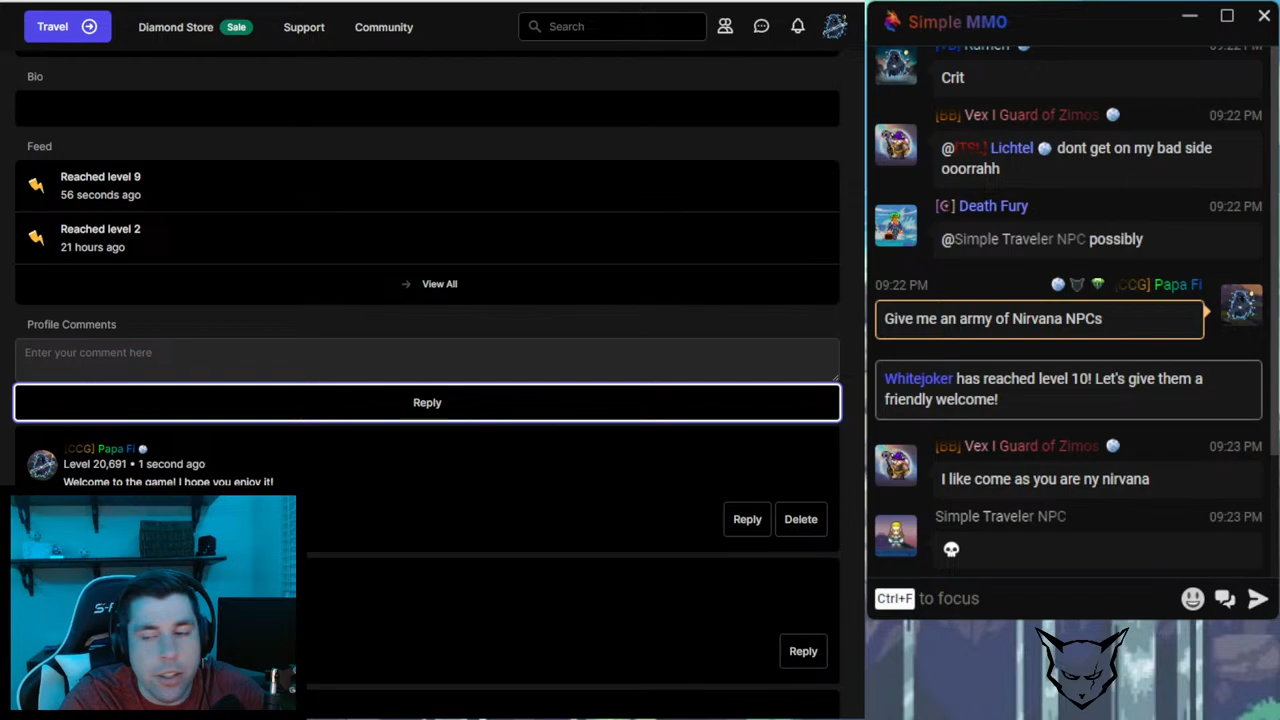 Travel
Diamond Store Sale
Support
Community
Search
Bio
Feed
Reached level 9
56 seconds ago
Reached level 2
21 hours ago
View All
Profile Comments
Enter your comment here
Reply
[CCG] Papa Fi
Level 20,691 • 1 second ago
Welcome to the game! I hope you enjoy it!
Reply
Delete
Reply
Simple MMO
Crit
[BB] Vex I Guard of Zimos 09:22 PM
@[TSL] Lichtel dont get on my bad side
ooorrahh
Death Fury 09:22 PM
@Simple Traveler NPC possibly
09:22 PM [CCG] Papa Fi
Give me an army of Nirvana NPCs
Whitejoker has reached level 10! Let's give them a
friendly welcome!
[BB] Vex I Guard of Zimos 09:23 PM
I like come as you are ny nirvana
Simple Traveler NPC 09:23 PM
Ctrl+F to focus